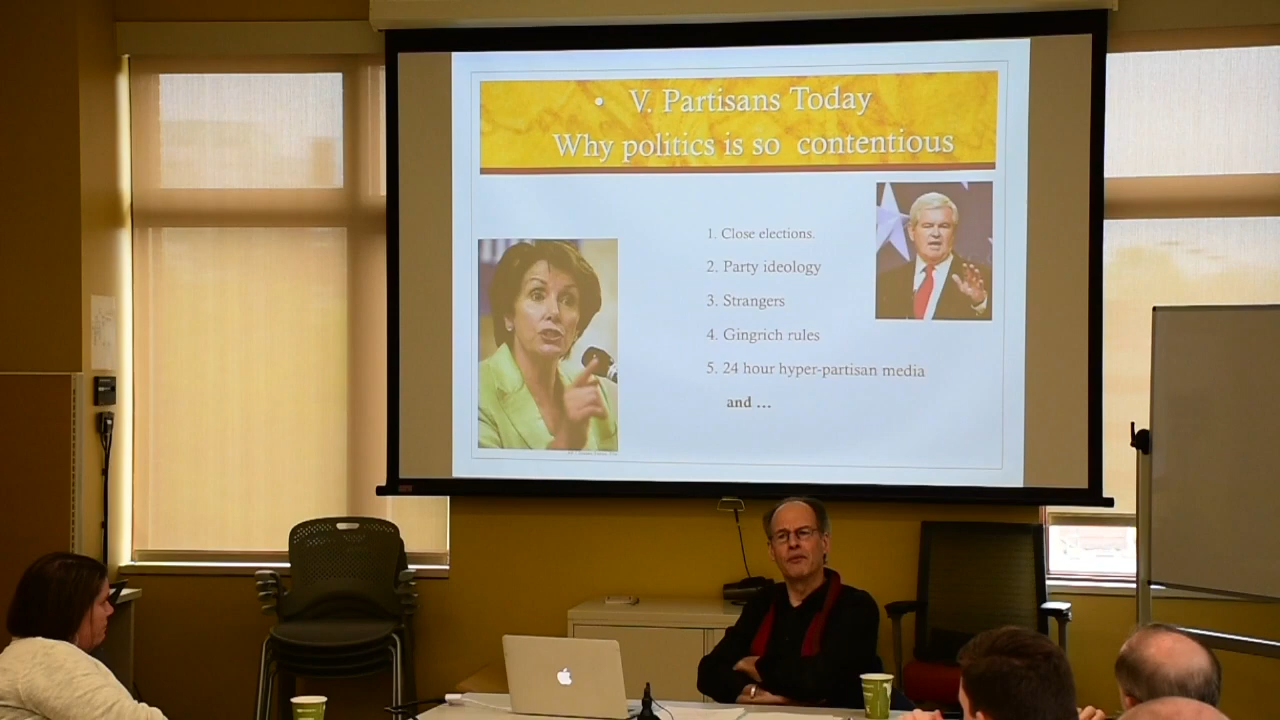 • V. Partisans Today
Why politics is so contentious
1. Close elections.
2. Party ideology
3. Strangers
4. Gingrich rules
5. 24 hour hyper-partisan media
and ...